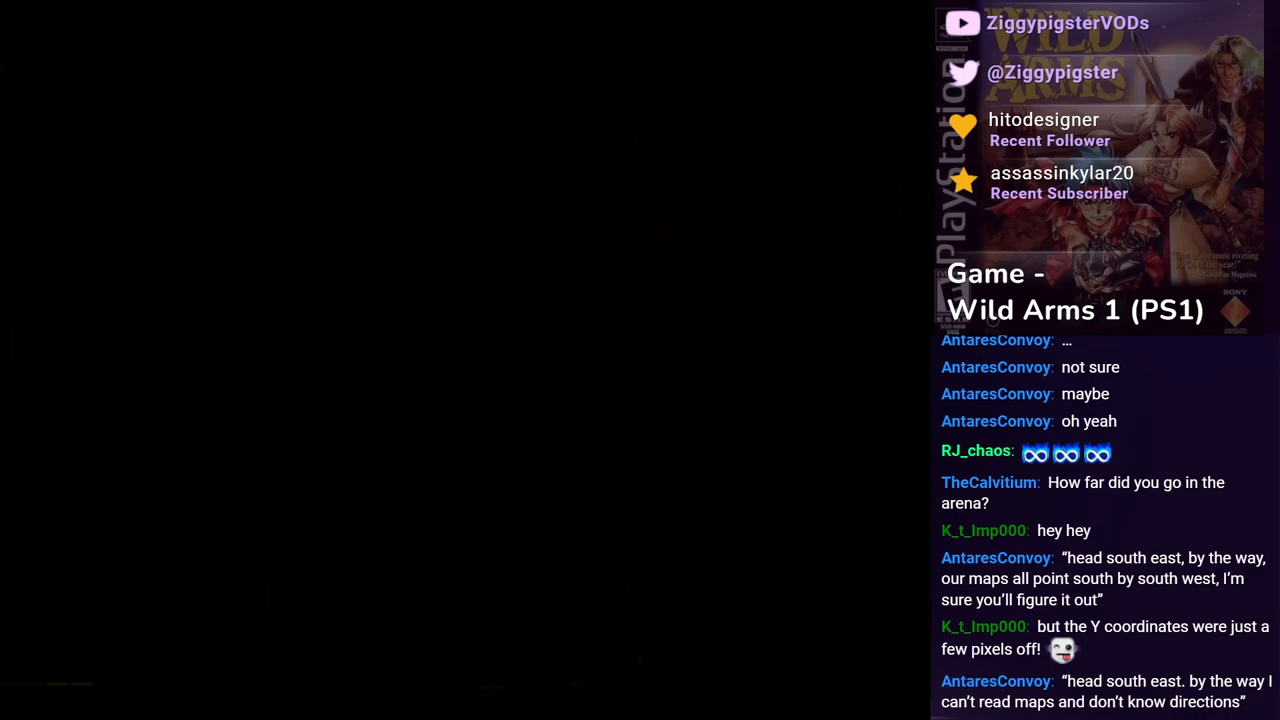 ZiggypigsterVODs
@Ziggypigster
hitodesigner
Recent Follower
assassinkylar20
Recent Subscriber
WILD
ARMS
PlayStation
Game -
Wild Arms 1 (PS1)
SONY
AntaresConvoy: ...
AntaresConvoy: not sure
AntaresConvoy: maybe
AntaresConvoy: oh yeah
RJ_chaos:
TheCalvitium: How far did you go in the
arena?
K_t_Imp000: hey hey
AntaresConvoy: “head south east, by the way,
our maps all point south by south west, I’m
sure you’ll figure it out”
K_t_Imp000: but the Y coordinates were just a
few pixels off!
AntaresConvoy: “head south east. by the way I
can’t read maps and don’t know directions”